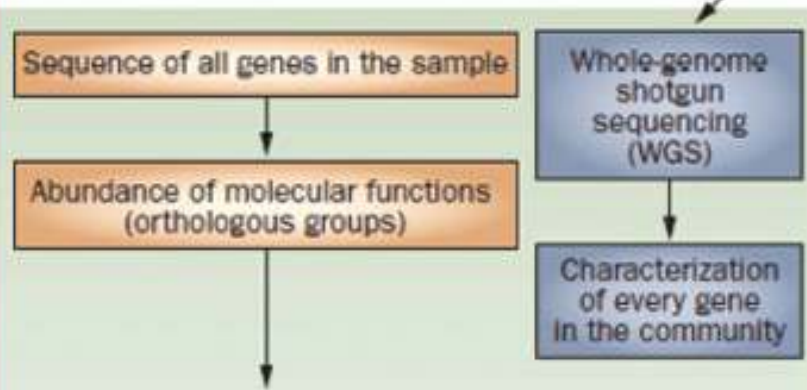 Sequence of all genes in the sample
Abundance of molecular functions
(orthologous groups)
Whole-genome
shotgun
sequencing
(WGS)
Characterization
of every gene
in the community